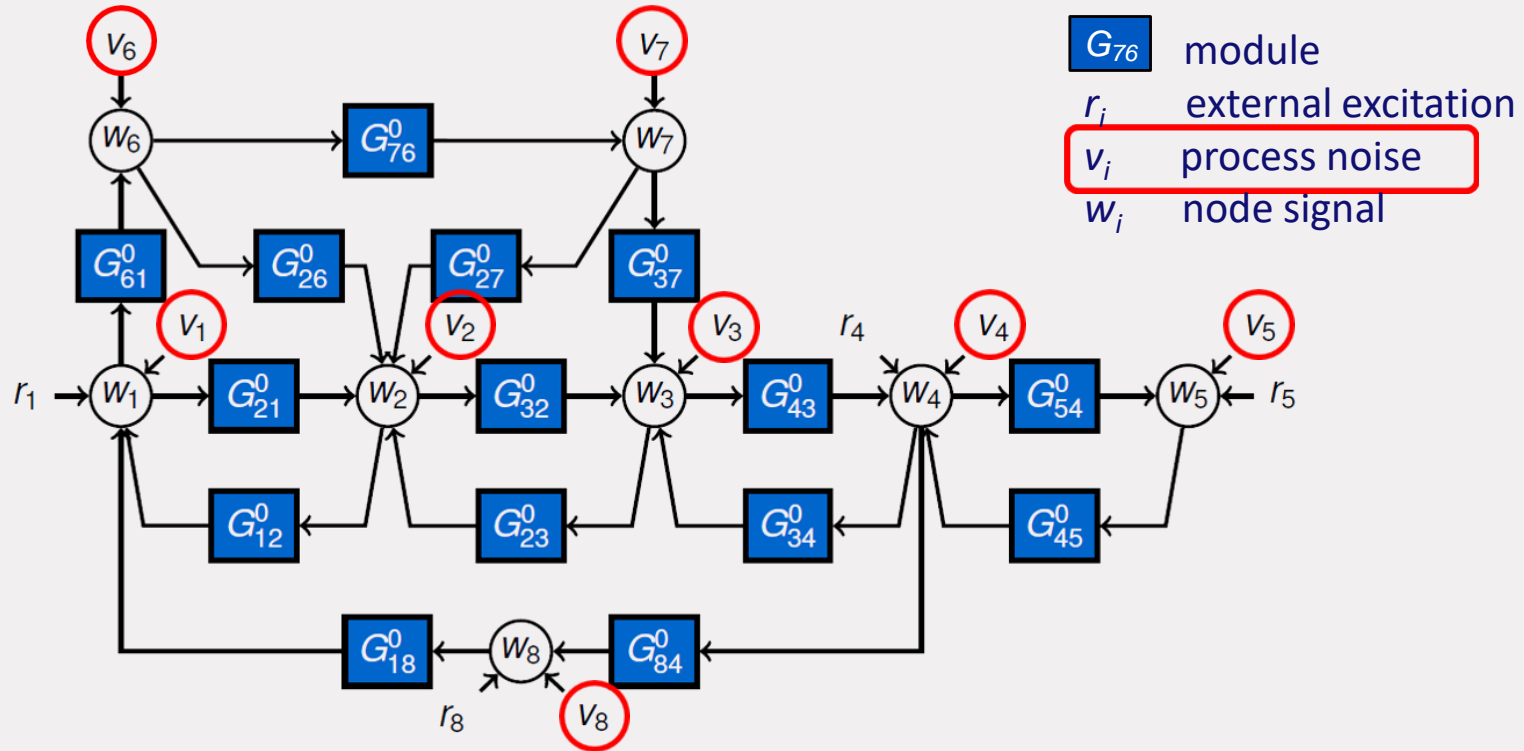 v6 v7 G76 module
ri external excitation
w6 G⁰76 w7 vi process noise
wi node signal
G⁰61 G⁰26 G⁰27 G⁰37
v1 v2 v3 r4 v4 v5
r1 w1 G⁰21 w2 G⁰32 w3 G⁰43 w4 G⁰54 w5 r5
G⁰12 G⁰23 G⁰34 G⁰45
G⁰18 w8 G⁰84
r8 v8